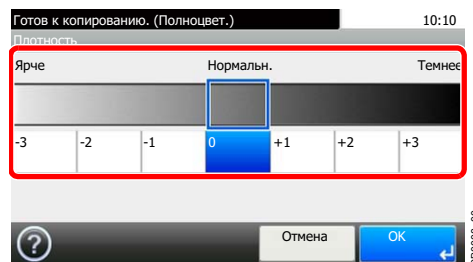 Готов к копированию. (Полноцвет.) 10:10
Плотность
Ярче Нормальн. Темнее
-3 -2 -1 0 +1 +2 +3
? Отмена OK